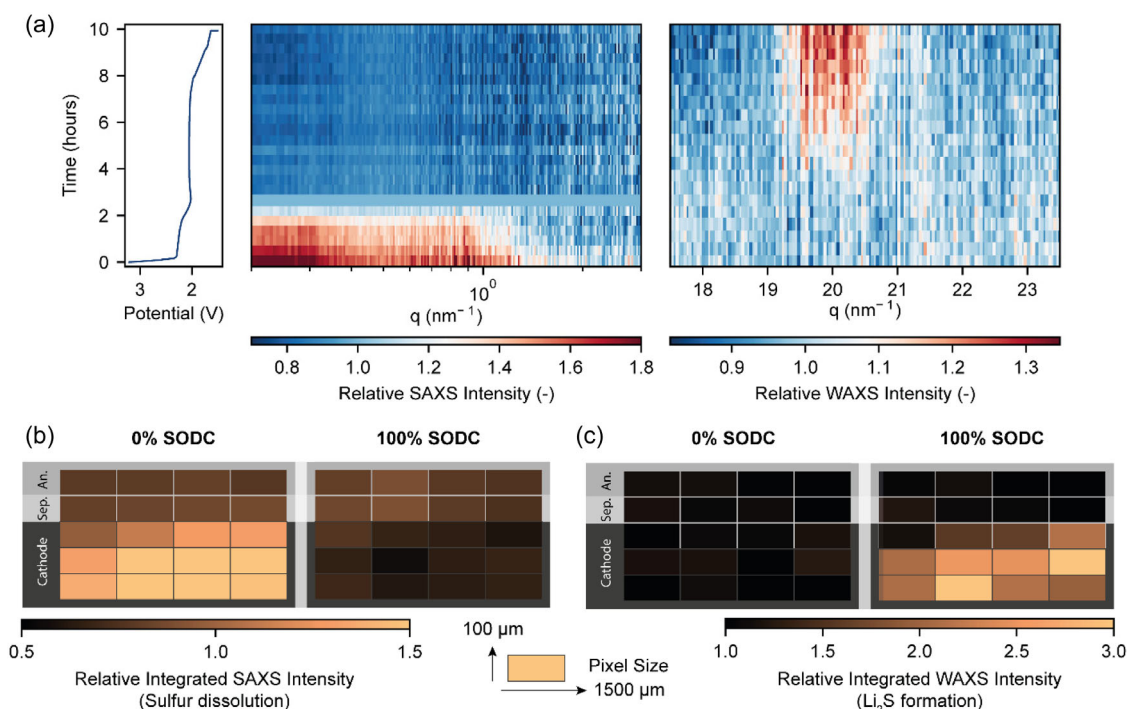 (a)
10
8
6
4
2
0
Time (hours)
3 2
Potential (V)
10⁰
q (nm⁻¹)
0.8 1.0 1.2 1.4 1.6 1.8
Relative SAXS Intensity (-)
18 19 20 21 22 23
q (nm⁻¹)
0.9 1.0 1.1 1.2 1.3
Relative WAXS Intensity (-)
(b)
0% SODC 100% SODC
An.
Sep.
Cathode
0.5 1.0 1.5
Relative Integrated SAXS Intensity
(Sulfur dissolution)
100 µm
Pixel Size
1500 µm
(c)
0% SODC 100% SODC
An.
Sep.
Cathode
1.0 1.5 2.0 2.5 3.0
Relative Integrated WAXS Intensity
(Li₂S formation)